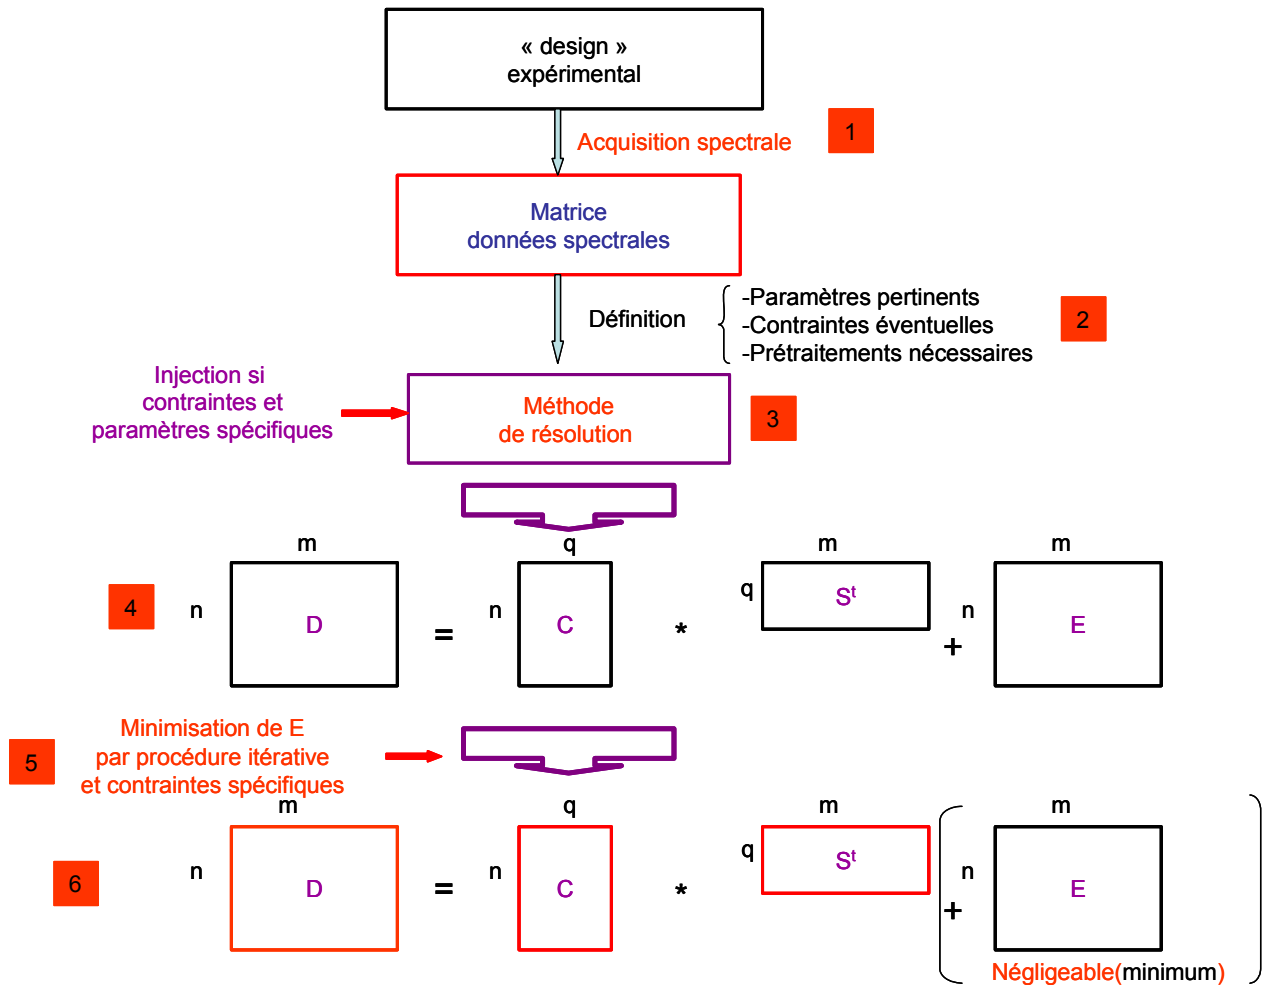 « design »
expérimental
Acquisition spectrale
1
Matrice
données spectrales
Définition
-Paramètres pertinents
-Contraintes éventuelles
-Prétraitements nécessaires
2
Injection si
contraintes et
paramètres spécifiques
Méthode
de résolution
3
m
q
m
m
4
n
D
=
n
C
*
q
Sᵗ
+
n
E
5
Minimisation de E
par procédure itérative
et contraintes spécifiques
m
q
m
m
6
n
D
=
n
C
*
q
Sᵗ
+
n
E
Négligeable(minimum)